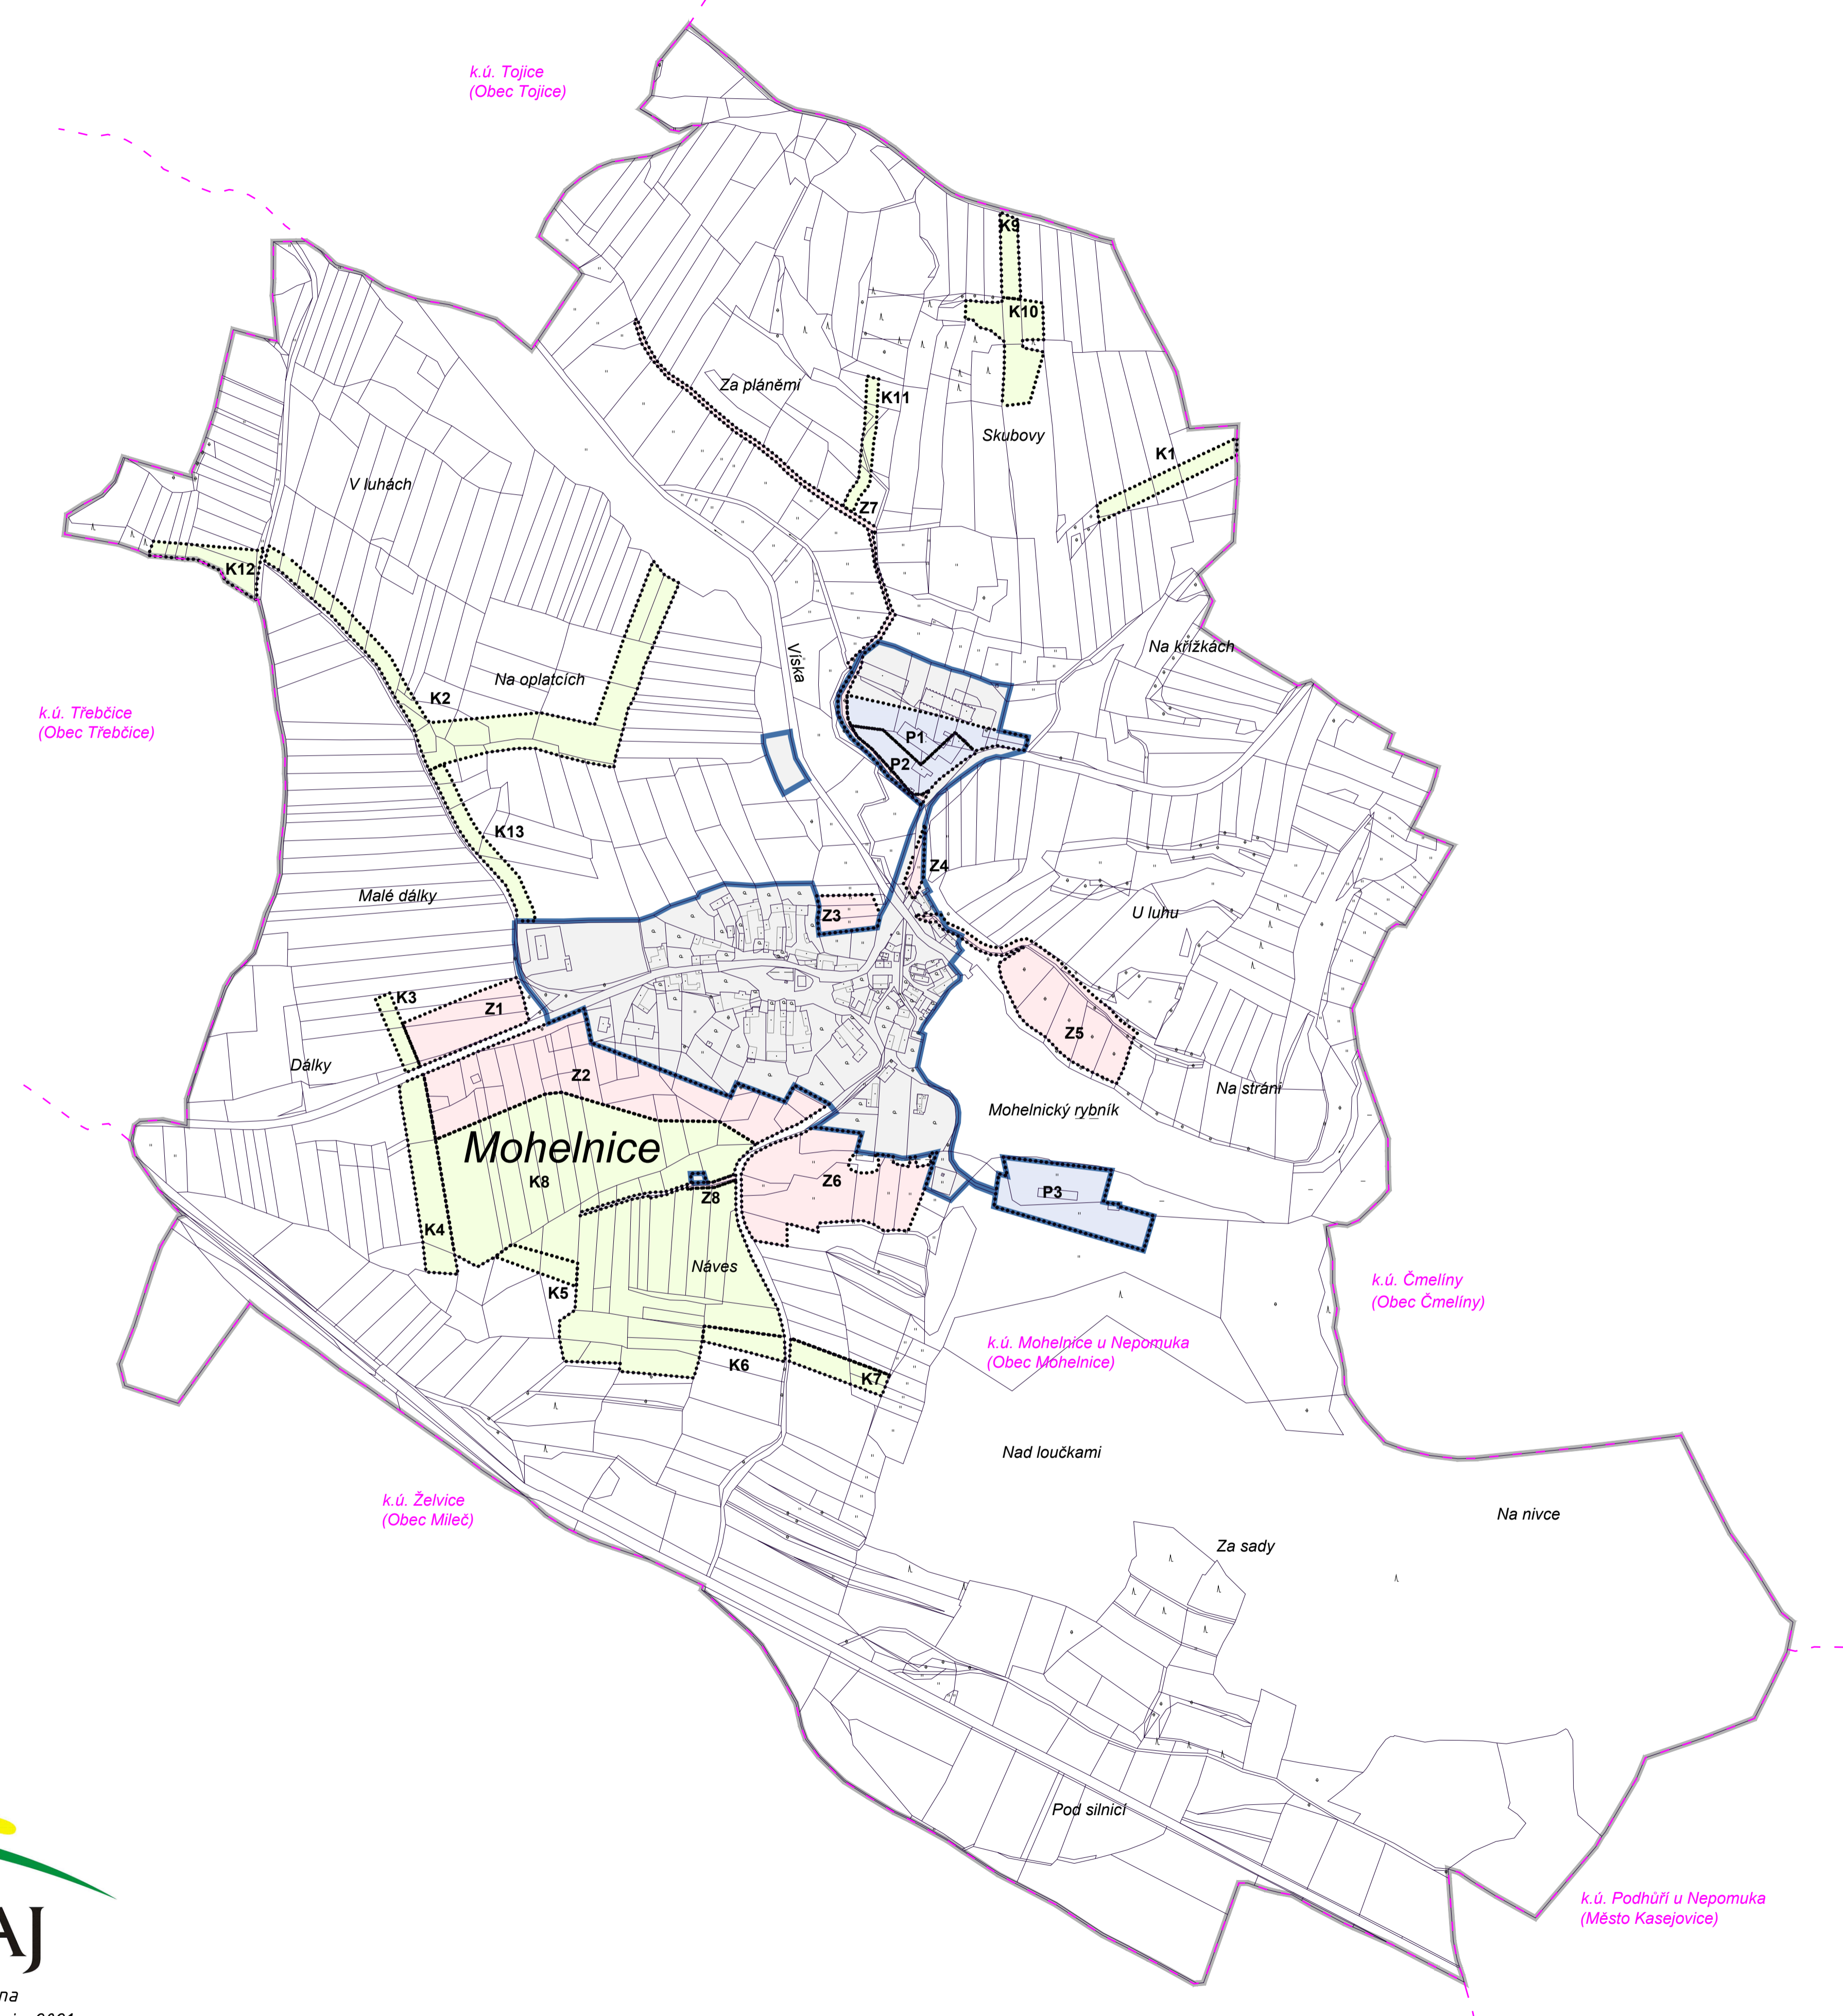 k.ú. Tojice
(Obec Tojice)
K9
K10
Za pláněmi
K11
Skubovy
K1
V luhách
Z7
K12
Na křížkách
Víska
Na oplatcích
K2
k.ú. Třebčice
(Obec Třebčice)
P1
P2
K13
Z4
Malé dálky
Z3
U luhu
K3
Z1
Z5
Dálky
Z2
Na stráni
Mohelnický rybník
Mohelnice
K8
Z6
Z8
P3
K4
Náves
K5
k.ú. Čmelíny
(Obec Čmelíny)
k.ú. Mohelnice u Nepomuka
(Obec Mohelnice)
K6
K7
Nad loučkami
k.ú. Želvice
(Obec Mileč)
Na nivce
Za sady
Pod silnicí
k.ú. Podhůří u Nepomuka
(Město Kasejovice)
AJ
na